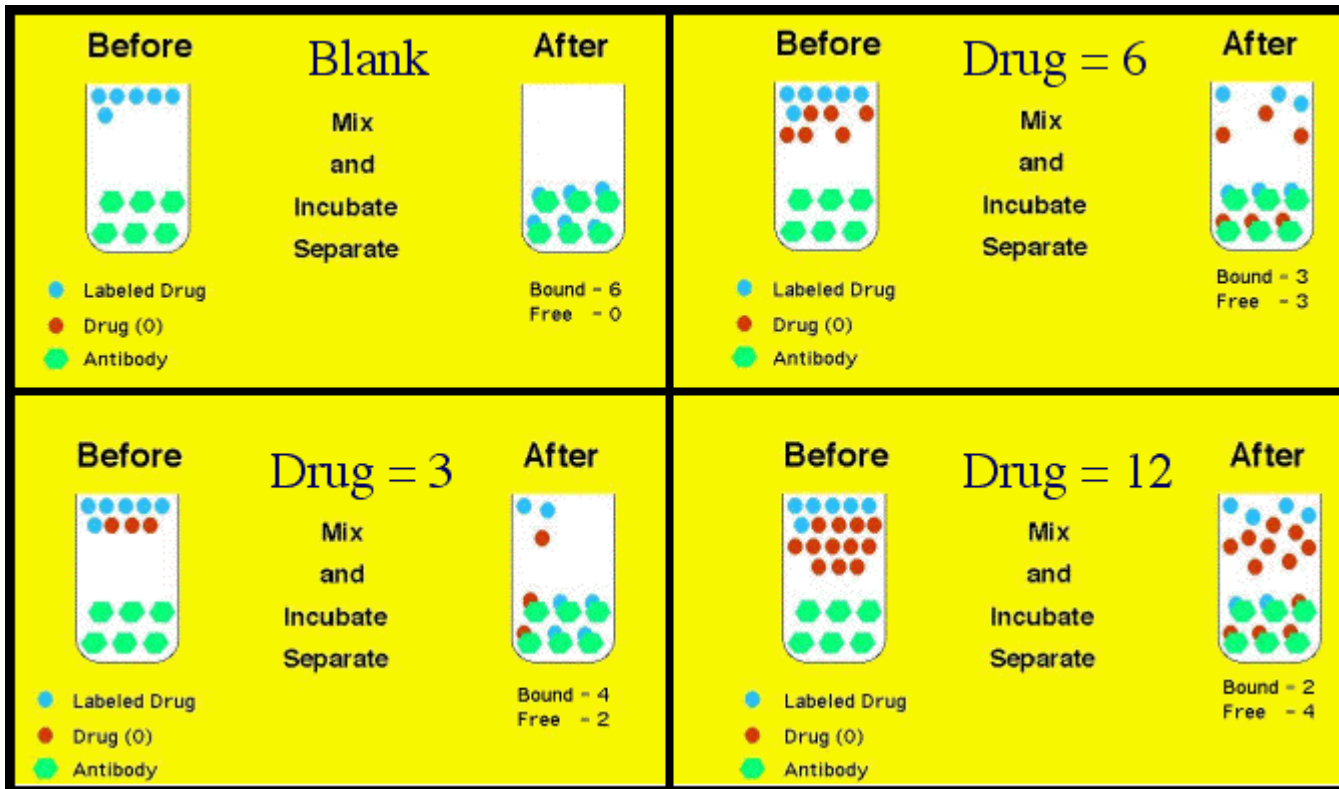 Before Blank After
Mix
and
Incubate
Separate
Labeled Drug
Drug (0)
Antibody
Bound - 6
Free - 0
Before Drug = 6 After
Mix
and
Incubate
Separate
Labeled Drug
Drug (0)
Antibody
Bound - 3
Free - 3
Before Drug = 3 After
Mix
and
Incubate
Separate
Labeled Drug
Drug (0)
Antibody
Bound - 4
Free - 2
Before Drug = 12 After
Mix
and
Incubate
Separate
Labeled Drug
Drug (0)
Antibody
Bound - 2
Free - 4